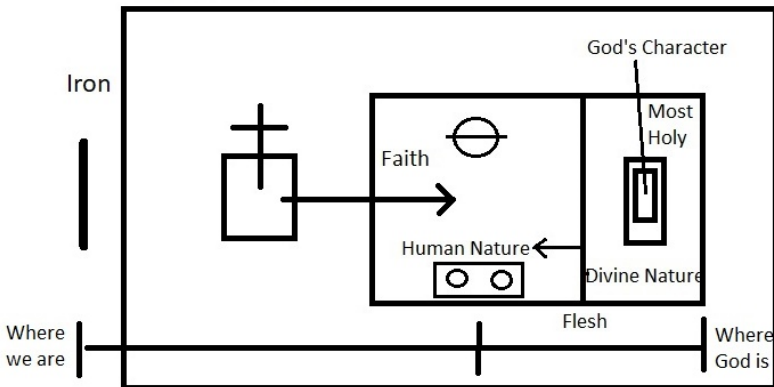 God's Character
Iron
Most
Holy
Faith
Human Nature
Divine Nature
Flesh
Where
we are
Where
God is